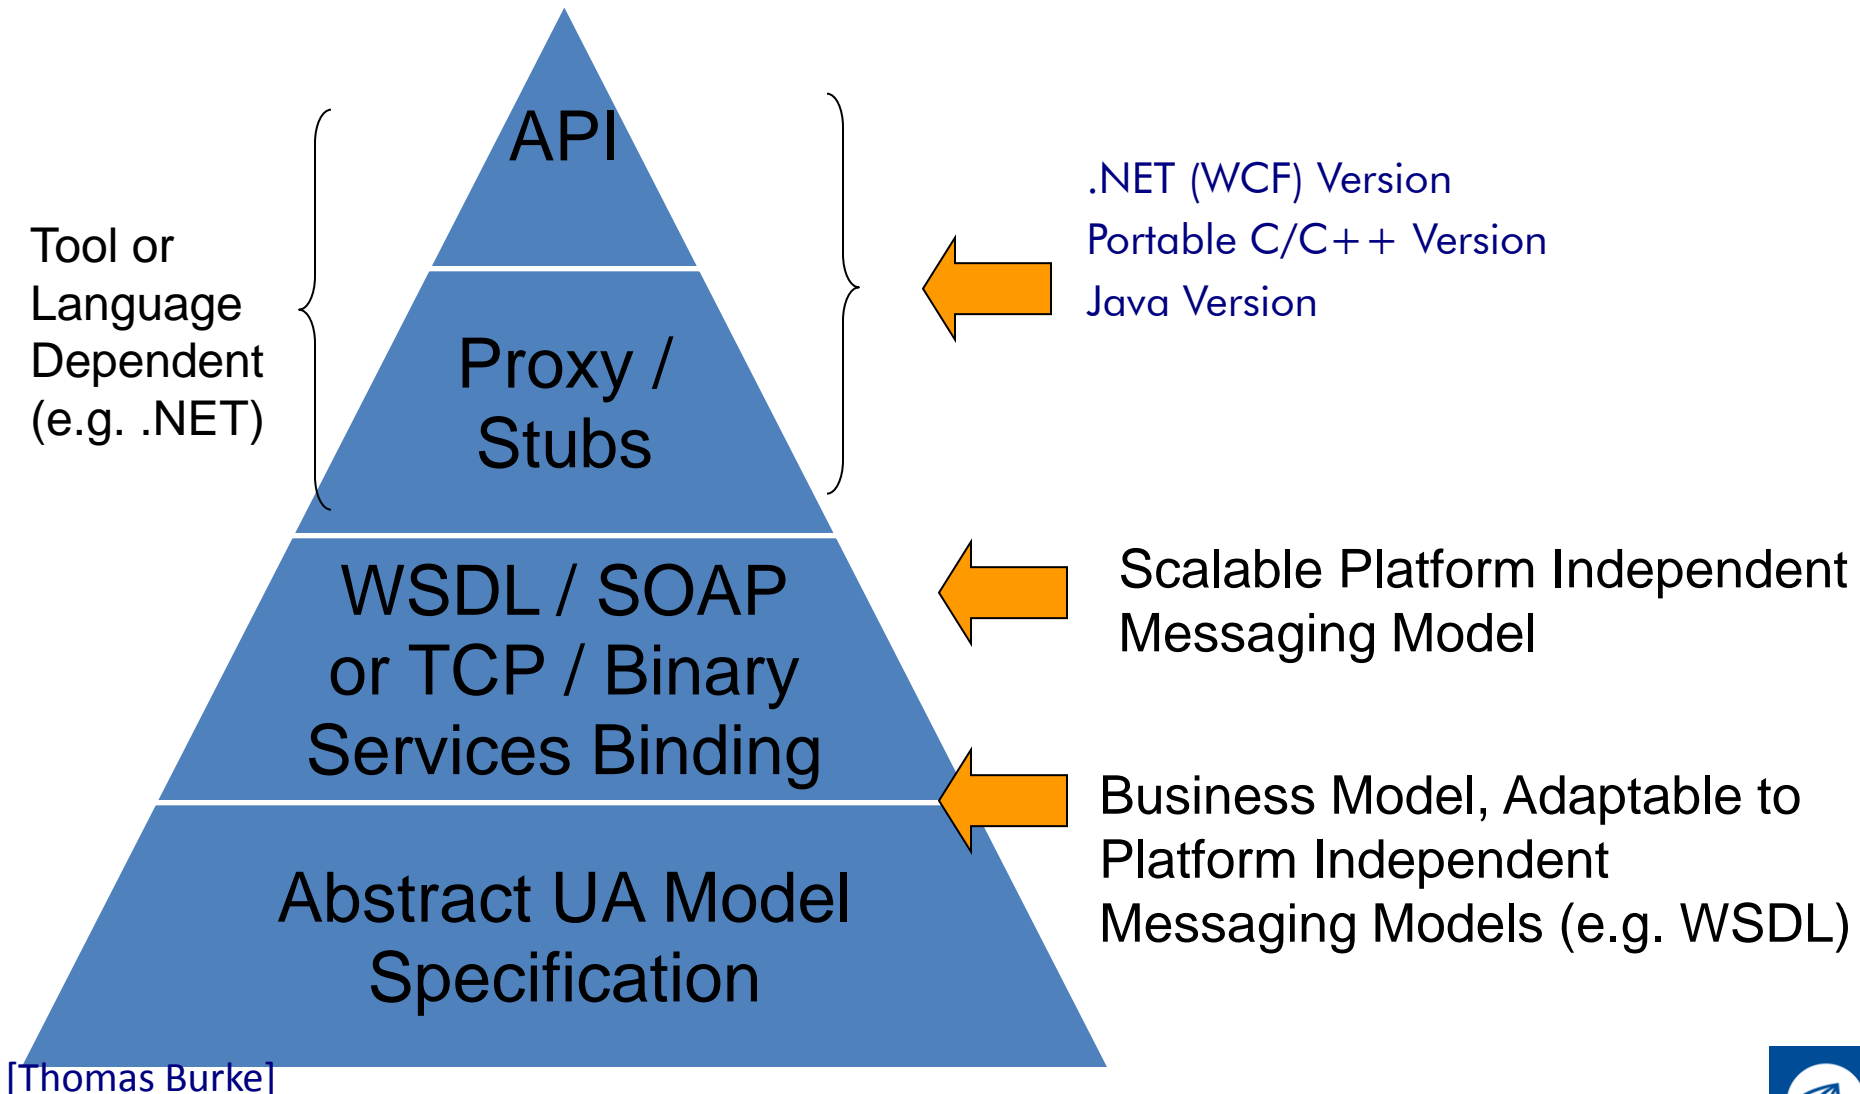 API
Proxy /
Stubs
WSDL / SOAP
or TCP / Binary
Services Binding
Abstract UA Model
Specification
Tool or
Language
Dependent
(e.g. .NET)
.NET (WCF) Version
Portable C/C++ Version
Java Version
Scalable Platform Independent
Messaging Model
Business Model, Adaptable to
Platform Independent
Messaging Models (e.g. WSDL)
[Thomas Burke]